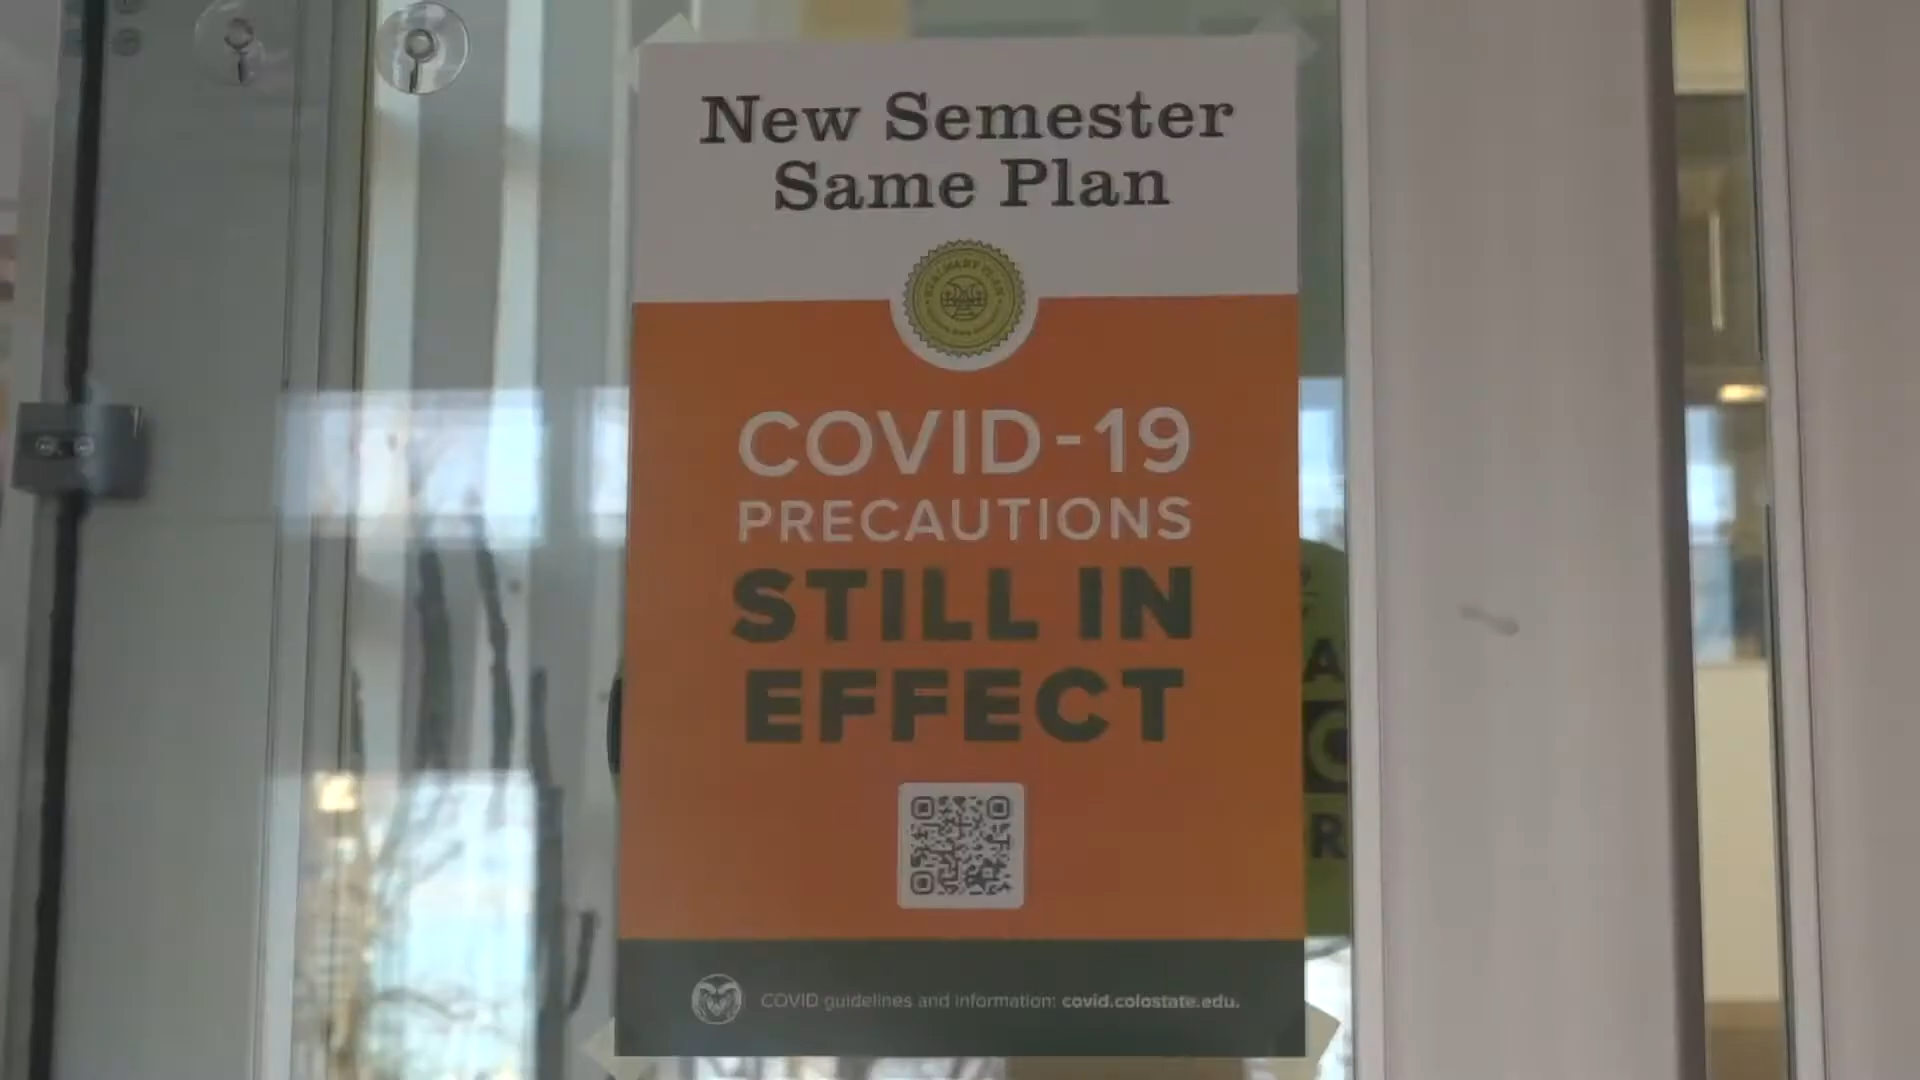 New Semester
Same Plan
COVID-19
PRECAUTIONS
STILL IN
EFFECT
COVID guidelines and information: covid.colostate.edu.
A
C
R